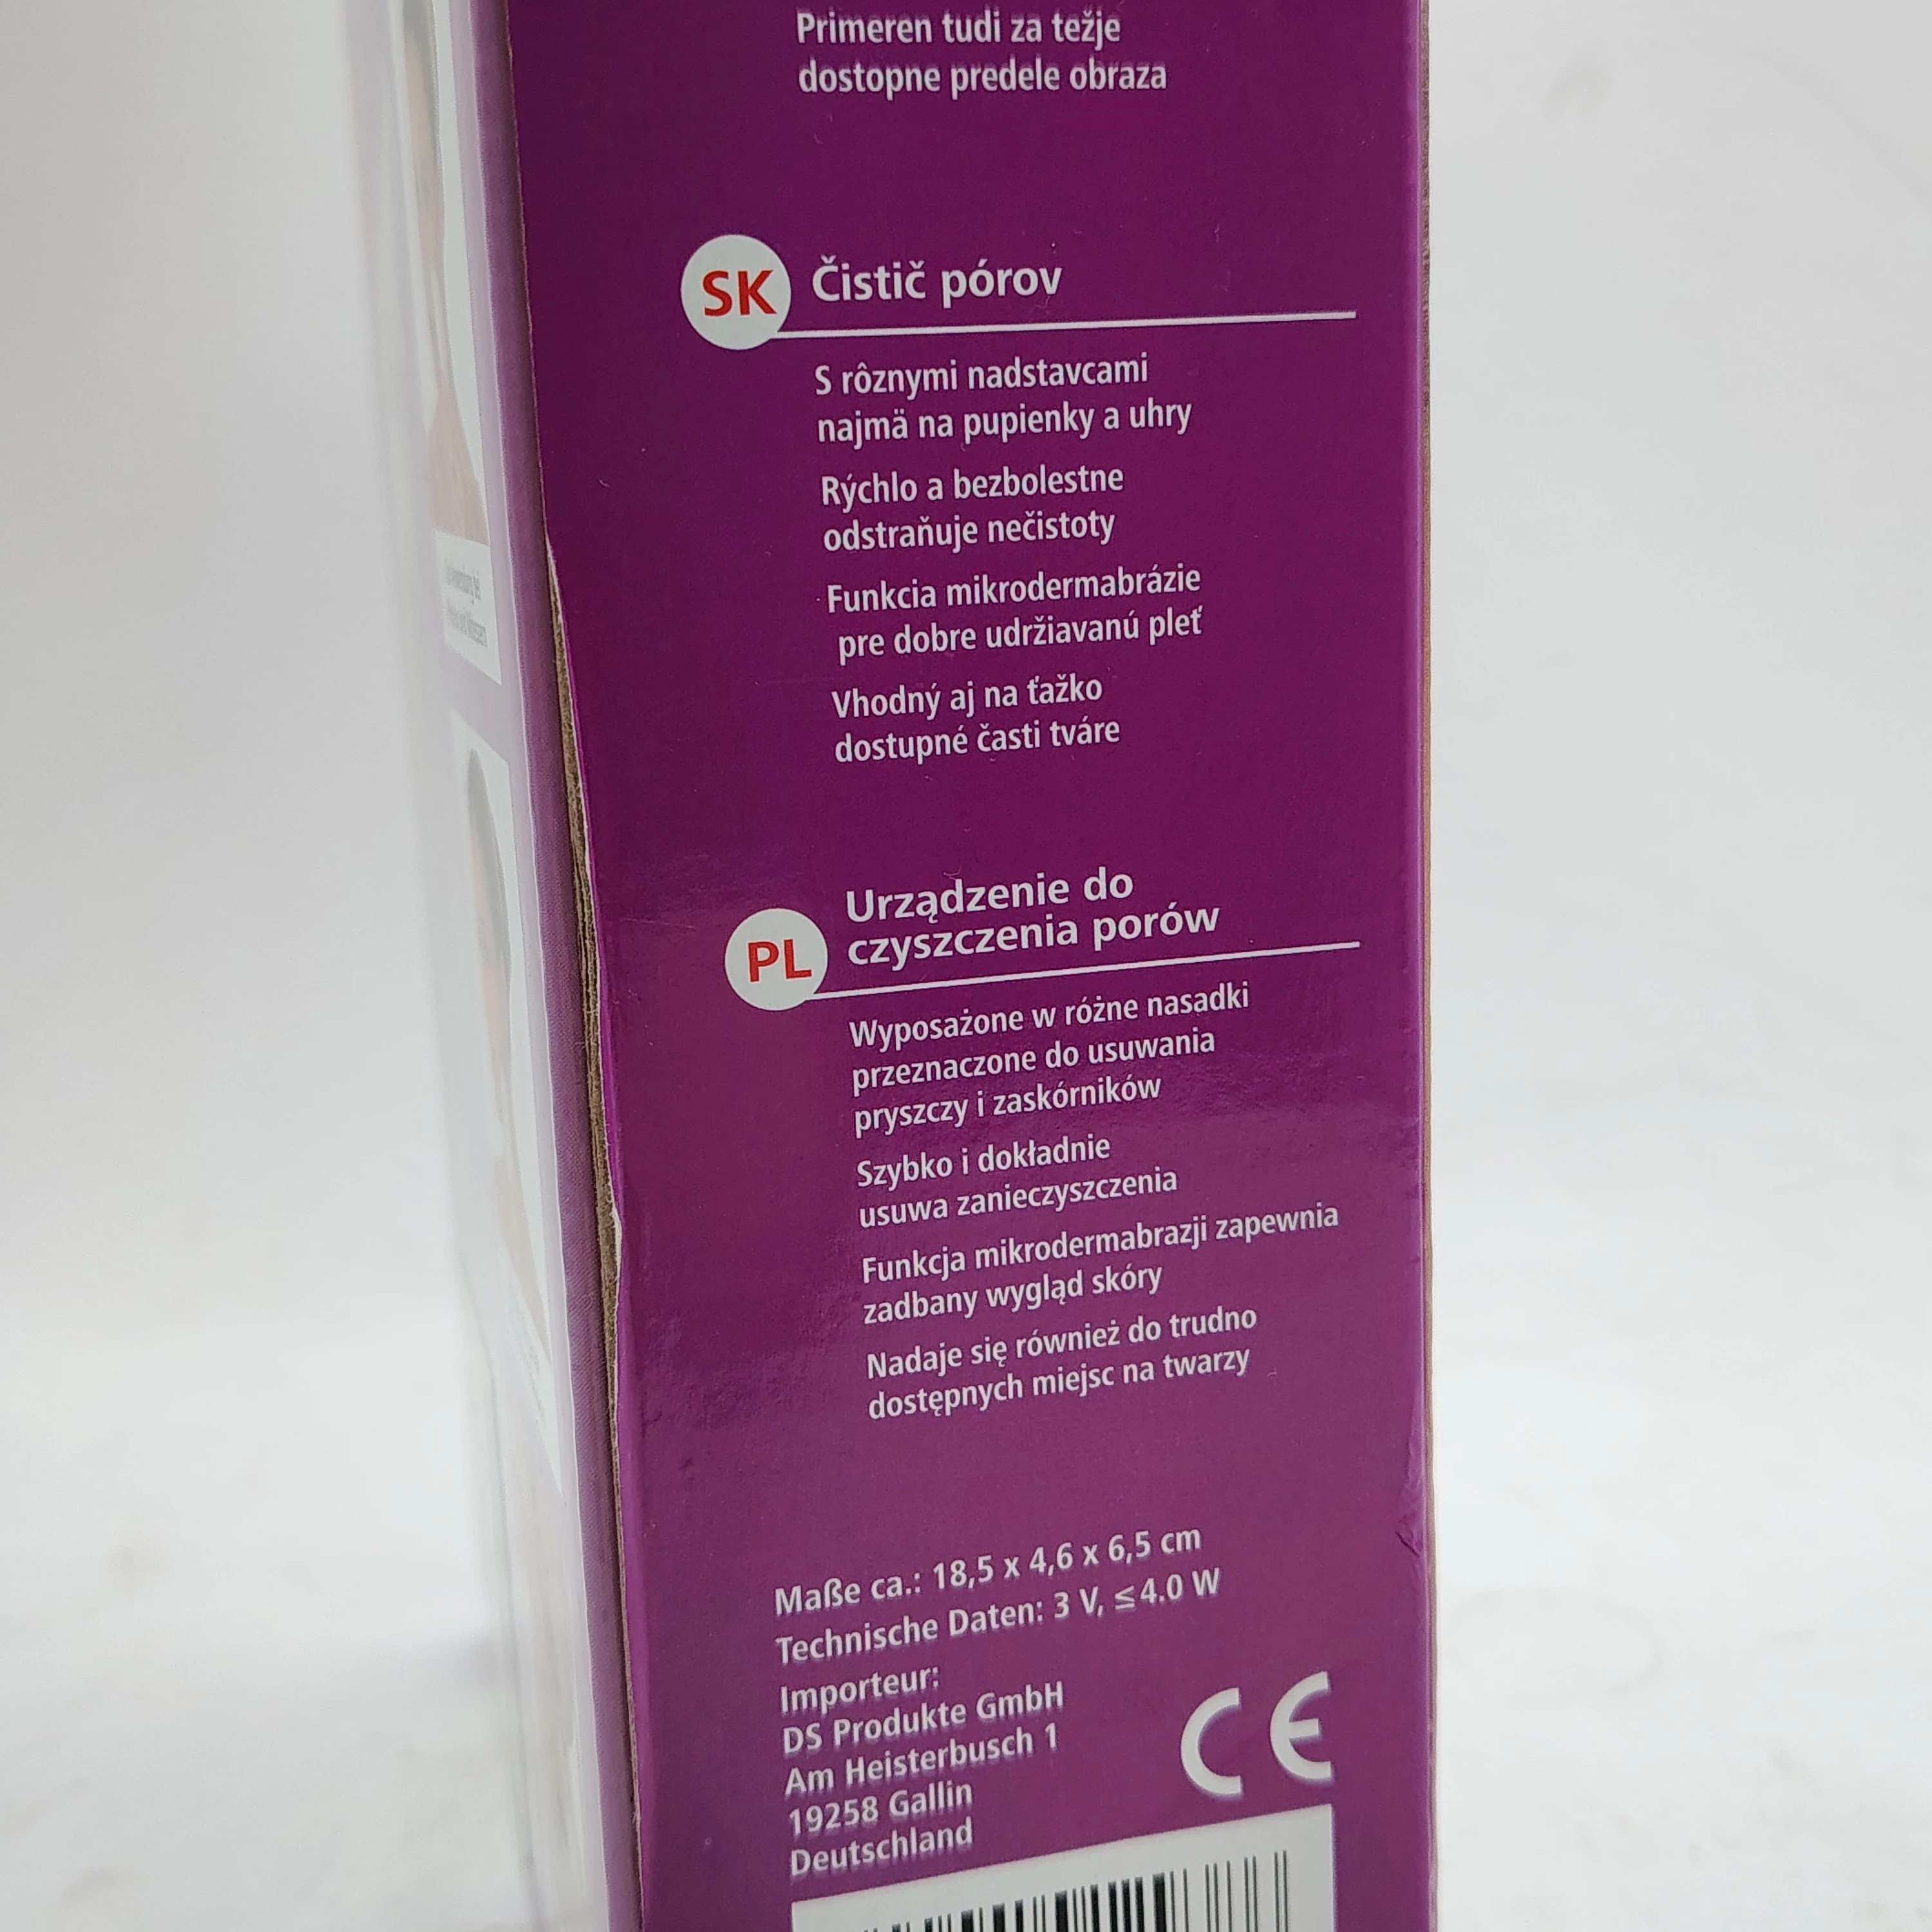 Primeren tudi za težje
dostopne predele obraza
SK
Čistič pórov
S rôznymi nadstavcami
najmä na pupienky a uhry
Rýchlo a bezbolestne
odstraňuje nečistoty
Funkcia mikrodermabrázie
pre dobre udržiavanú pleť
Vhodný aj na ťažko
dostupné časti tváre
PL
Urządzenie do
czyszczenia porów
Wyposażone w różne nasadki
przeznaczone do usuwania
pryszczy i zaskórników
Szybko i dokładnie
usuwa zanieczyszczenia
Funkcja mikrodermabrazji zapewnia
zadbany wygląd skóry
Nadaje się również do trudno
dostępnych miejsc na twarzy
Maße ca.: 18,5 x 4,6 x 6,5 cm
Technische Daten: 3 V, ≤4.0 W
Importeur:
DS Produkte GmbH
Am Heisterbusch 1
19258 Gallin
Deutschland
CE